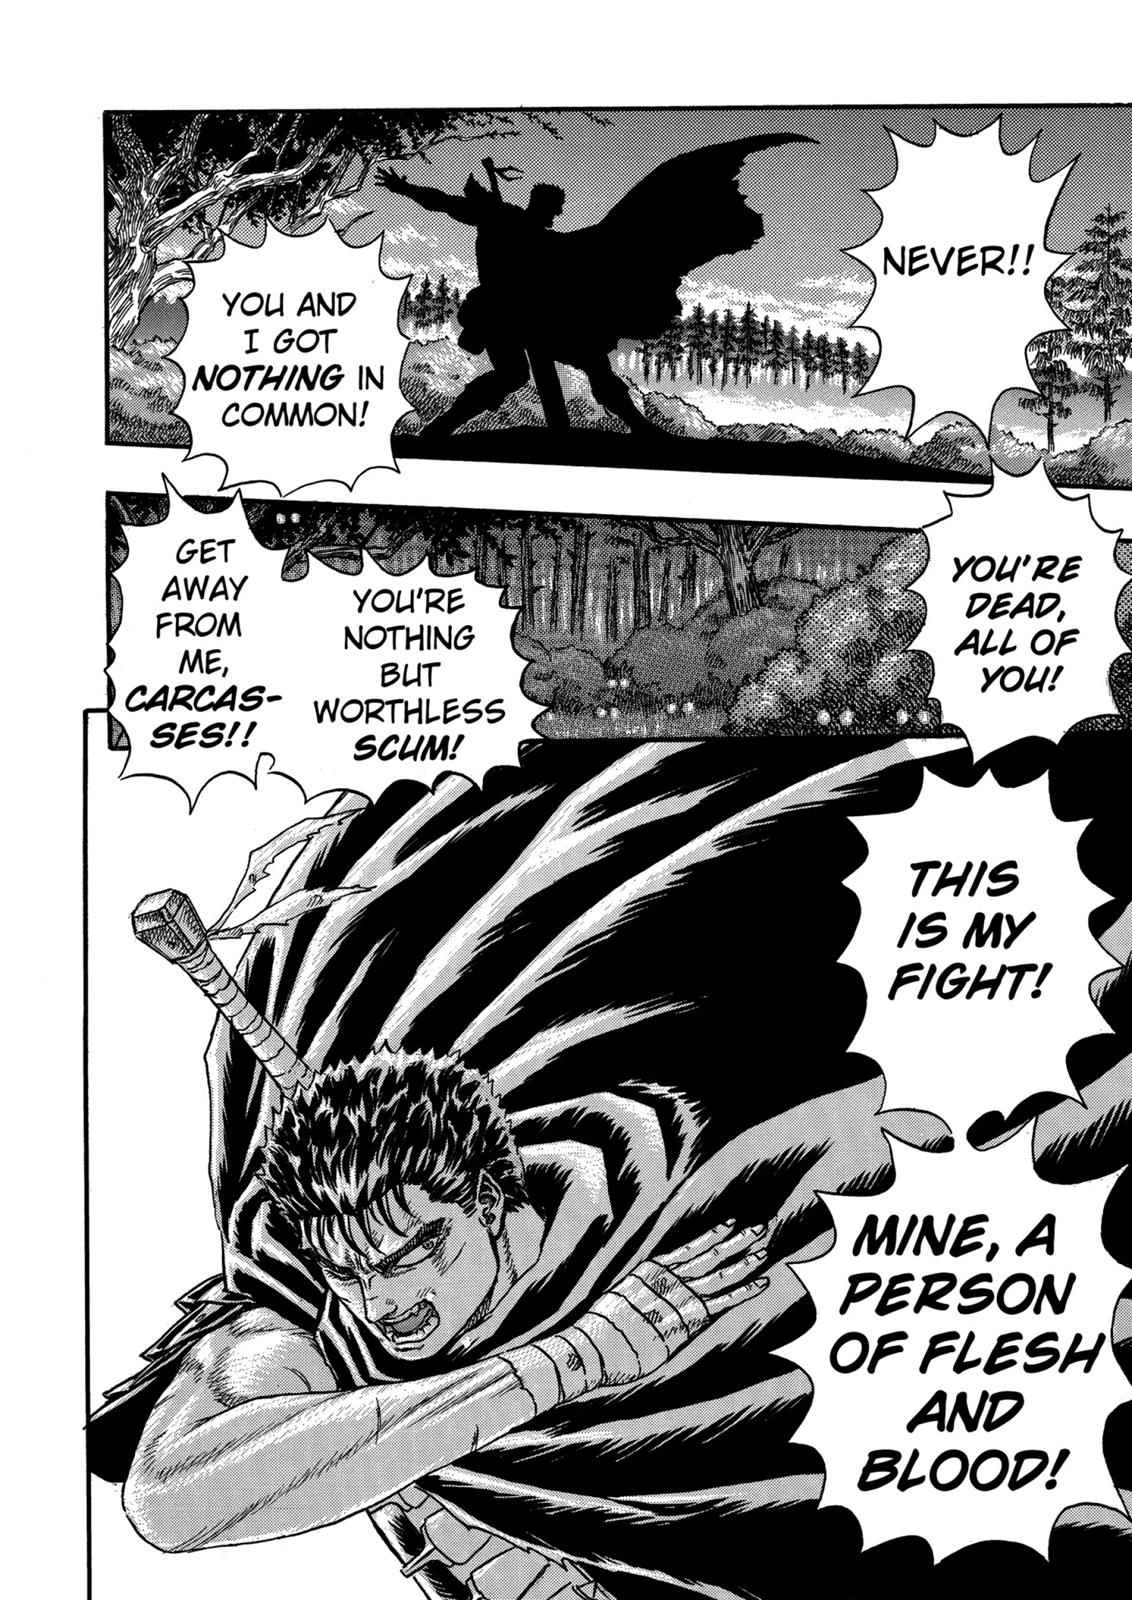 NEVER!!
YOU AND
I GOT
NOTHING IN
COMMON!
YOU'RE
DEAD,
ALL OF
YOU!
YOU'RE
NOTHING
BUT
WORTHLESS
SCUM!
GET
AWAY
FROM
ME,
CARCAS-
SES!!
THIS
IS MY
FIGHT!
MINE, A
PERSON
OF FLESH
AND
BLOOD!